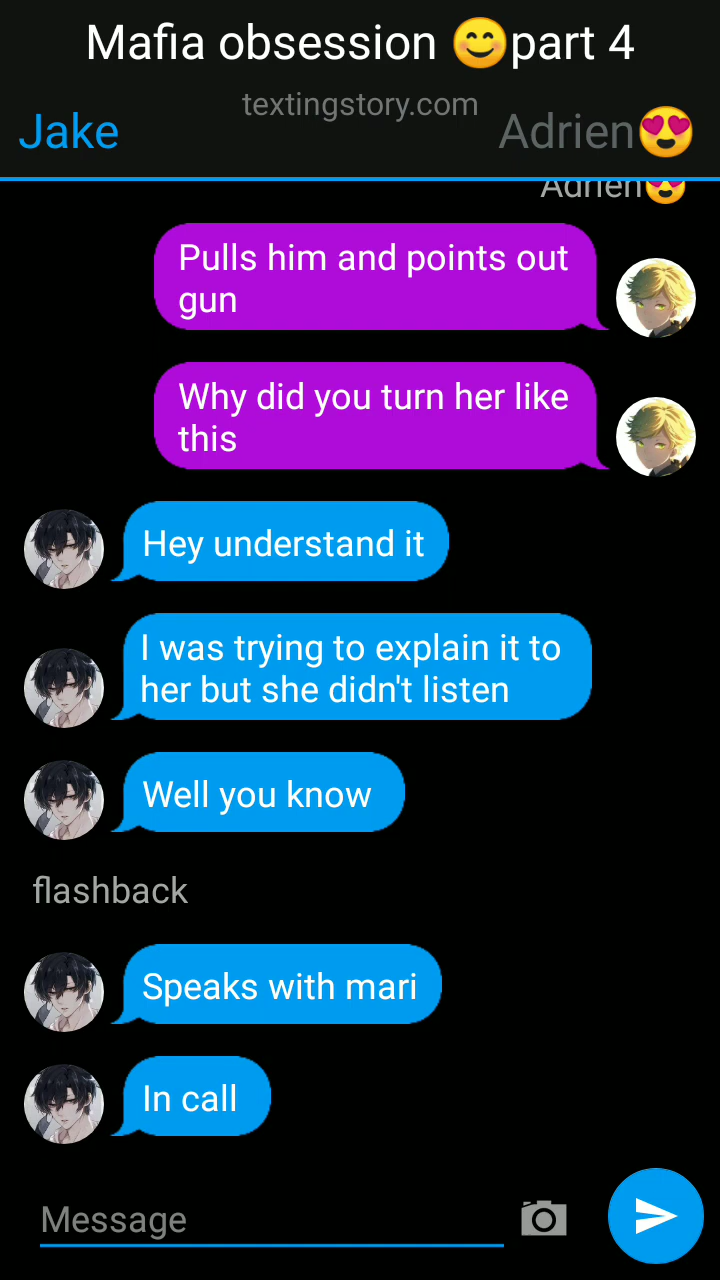 Mafia obsession 😊part 4
textingstory.com
Jake
Adrien😍
Adrien😍
Pulls him and points out
gun
Why did you turn her like
this
Hey understand it
I was trying to explain it to
her but she didn't listen
Well you know
flashback
Speaks with mari
In call
Message